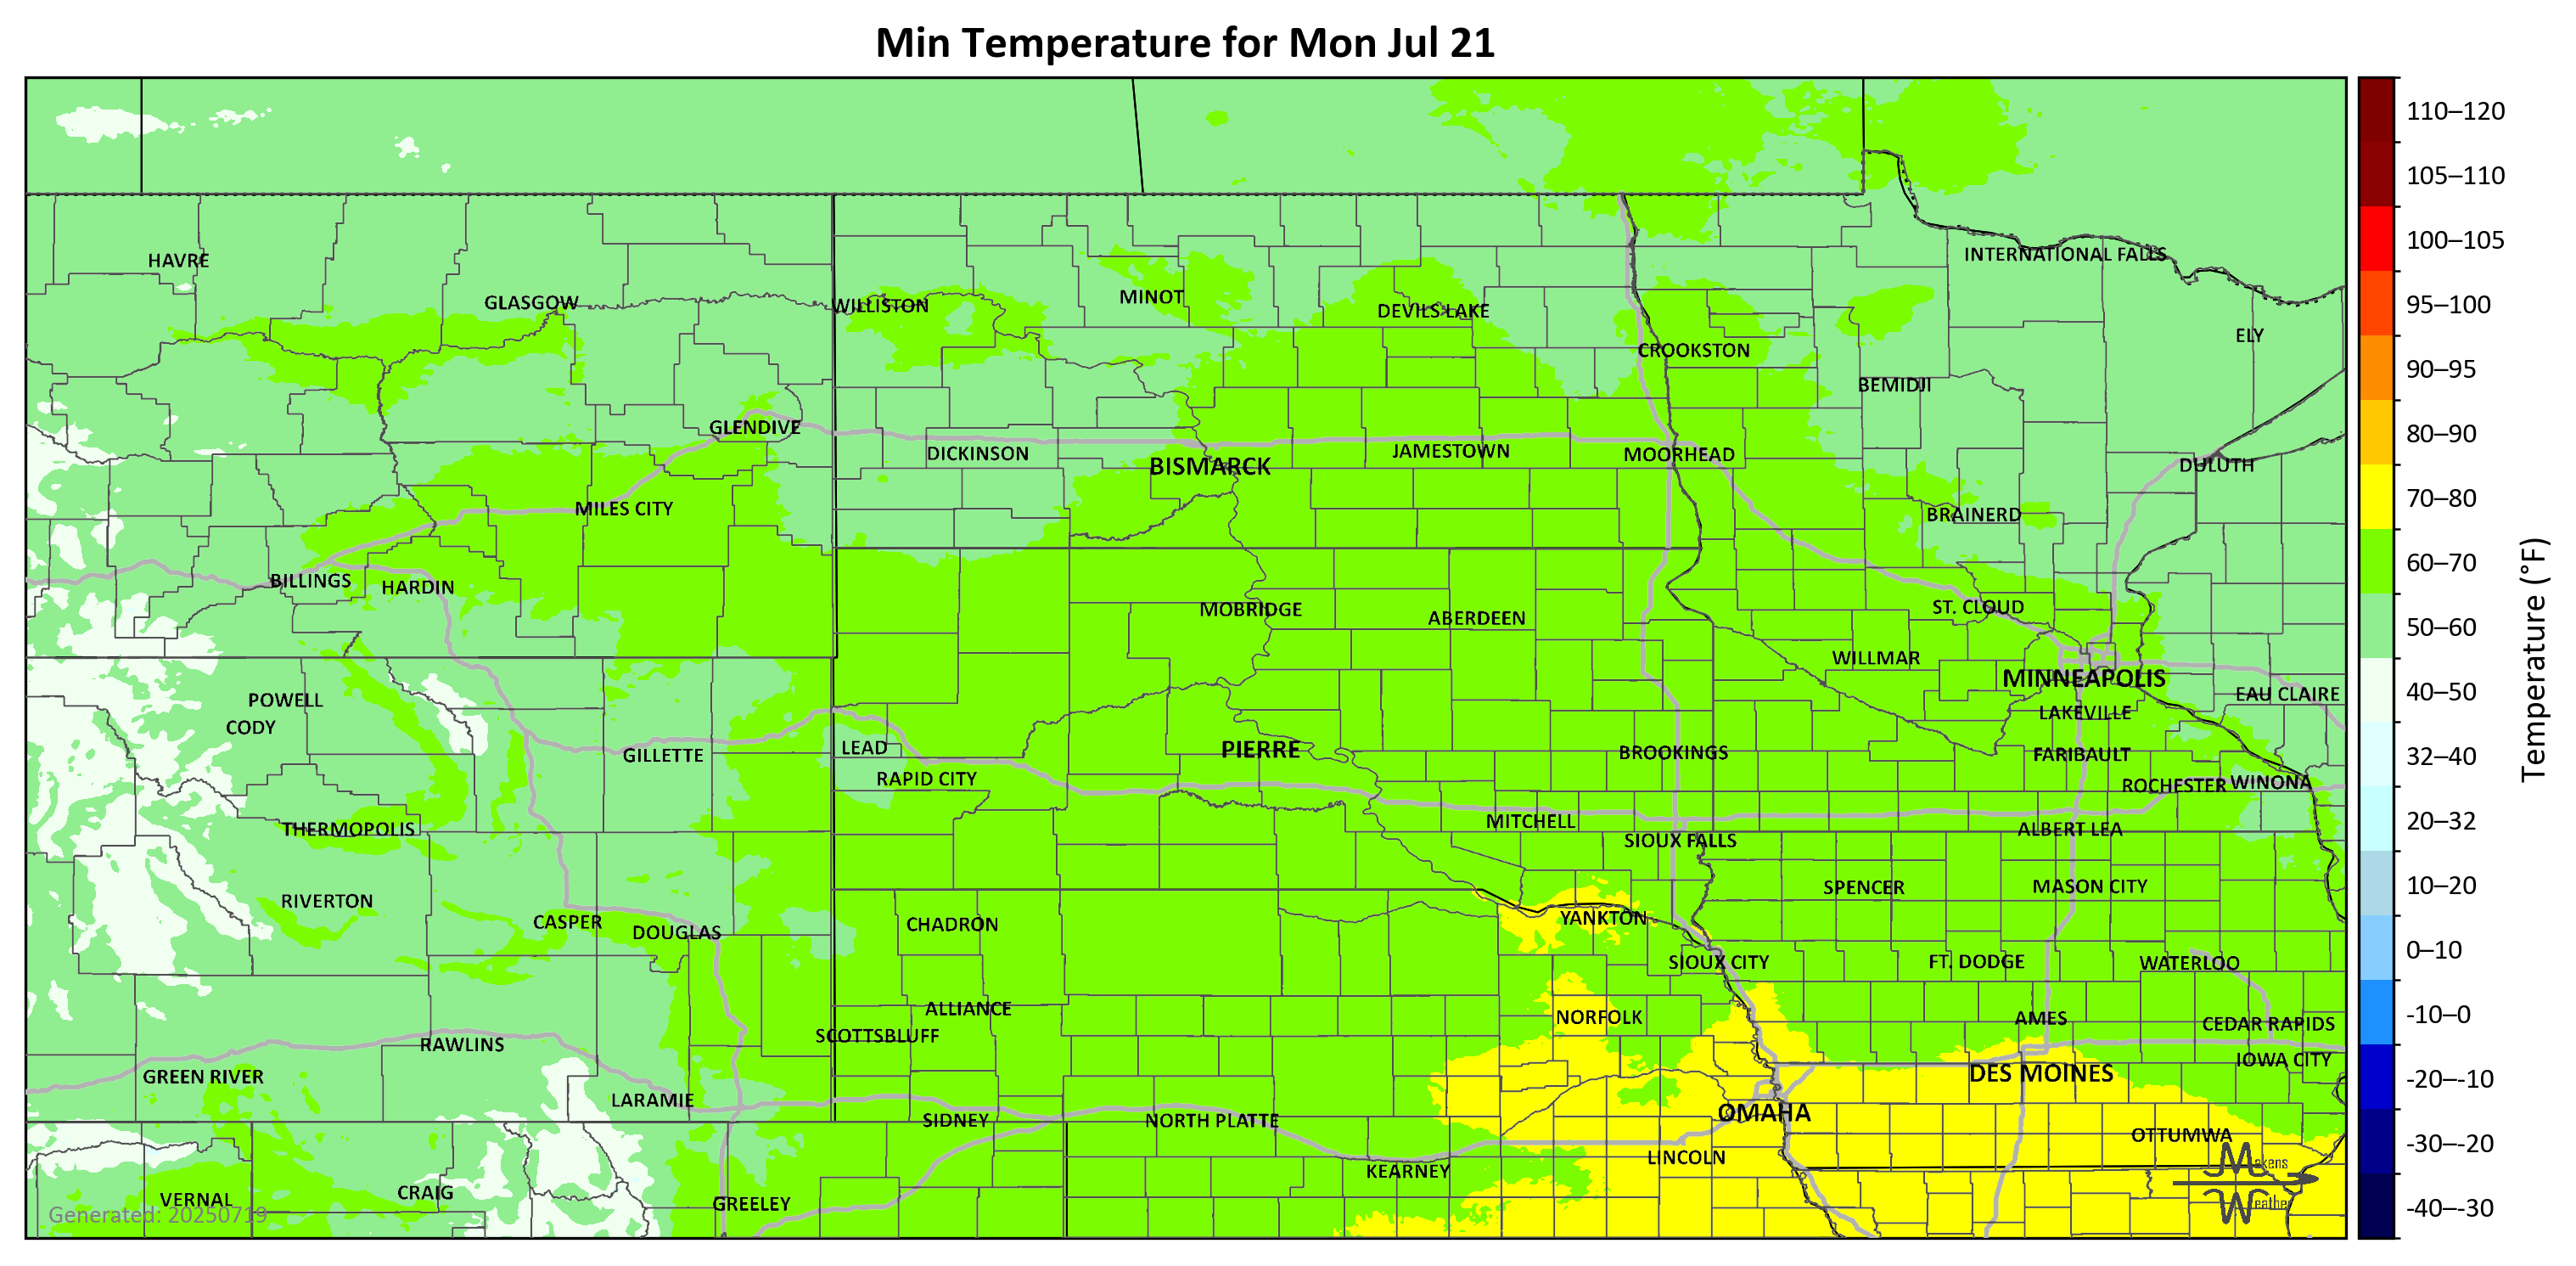 Min Temperature for Mon Jul 21
110–120
105–110
100–105
95–100
90–95
80–90
70–80
60–70
50–60
40–50
32–40
20–32
10–20
0–10
-10–0
-20–-10
-30–-20
-40–-30
Temperature (°F)
HAVRE
INTERNATIONAL FALLS
GLASGOW
WILLISTON
MINOT
DEVILS LAKE
ELY
CROOKSTON
BEMIDJI
GLENDIVE
DICKINSON
BISMARCK
JAMESTOWN
MOORHEAD
DULUTH
MILES CITY
BRAINERD
BILLINGS
HARDIN
MOBRIDGE
ABERDEEN
ST. CLOUD
WILLMAR
MINNEAPOLIS
POWELL
EAU CLAIRE
CODY
LAKEVILLE
GILLETTE
LEAD
PIERRE
BROOKINGS
FARIBAULT
RAPID CITY
ROCHESTER
WINONA
THERMOPOLIS
MITCHELL
SIOUX FALLS
ALBERT LEA
SPENCER
MASON CITY
RIVERTON
CASPER
DOUGLAS
CHADRON
YANKTON
SIOUX CITY
FT. DODGE
WATERLOO
ALLIANCE
NORFOLK
AMES
CEDAR RAPIDS
SCOTTSBLUFF
RAWLINS
IOWA CITY
GREEN RIVER
DES MOINES
LARAMIE
OMAHA
SIDNEY
NORTH PLATTE
OTTUMWA
KEARNEY
LINCOLN
VERNAL
CRAIG
GREELEY
Makens
Weather
Generated: 20250719